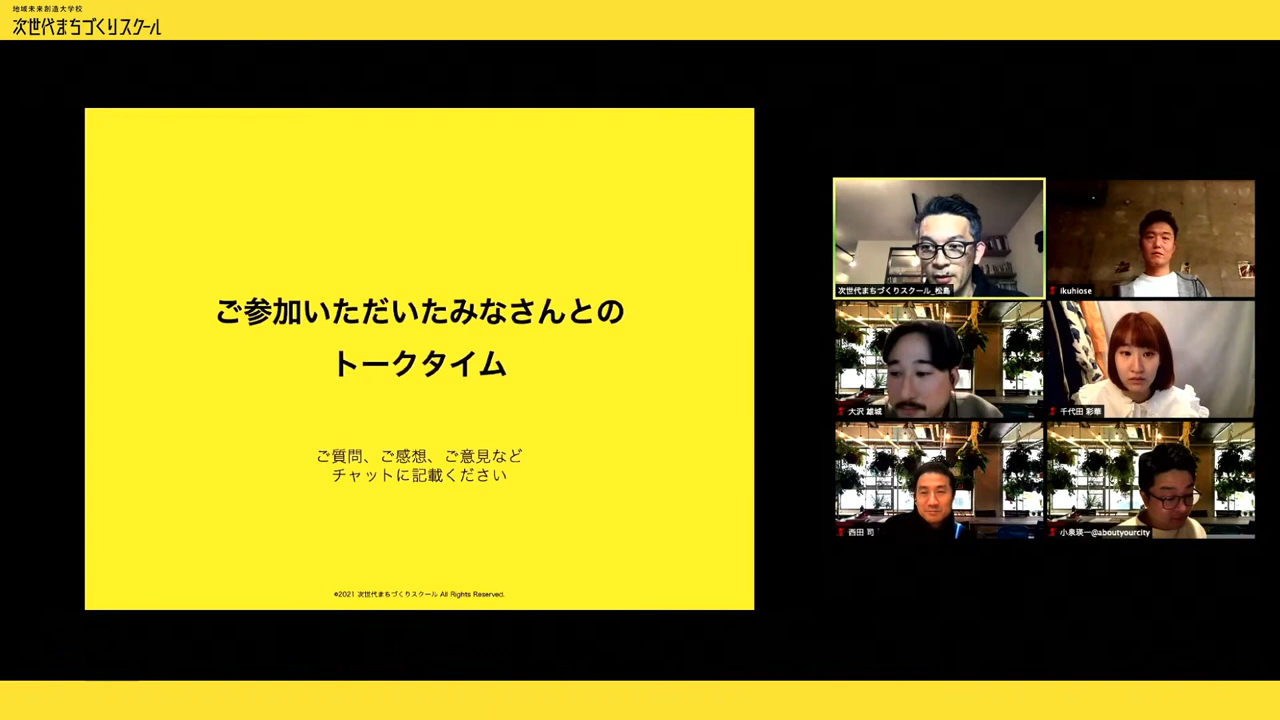 地域未来創造大学校
次世代まちづくりスクール
ご参加いただいたみなさんとの
トークタイム
ご質問、ご感想、ご意見など
チャットに記載ください
©2021 次世代まちづくりスクール All Rights Reserved.
次世代まちづくりスクール_松島
ikuhiose
大沢 雄城
千代田 彩華
西田 司
小泉瑛一@aboutyourcity